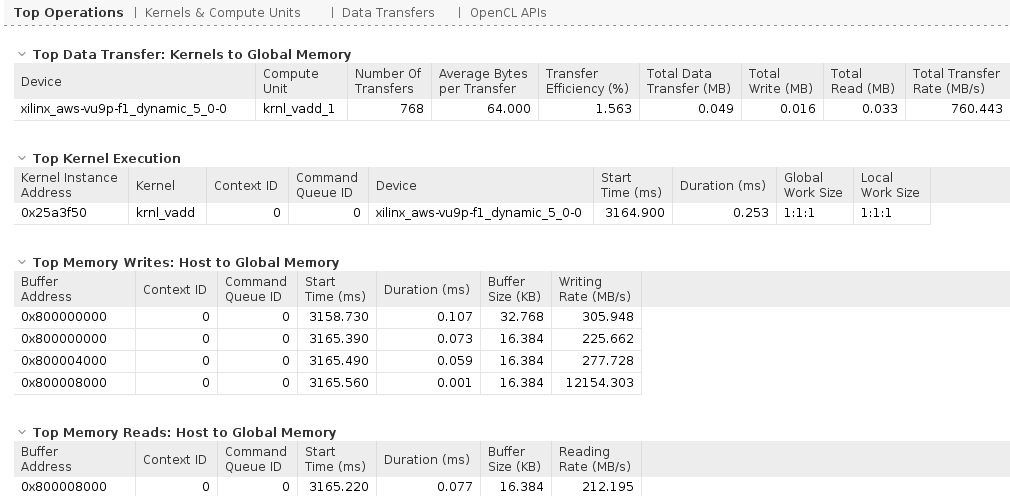 Top Operations | Kernels & Compute Units | Data Transfers | OpenCL APIs
Top Data Transfer: Kernels to Global Memory
Device Compute Unit Number Of Transfers Average Bytes per Transfer Transfer Efficiency (%) Total Data Transfer (MB) Total Write (MB) Total Read (MB) Total Transfer Rate (MB/s)
xilinx_aws-vu9p-f1_dynamic_5_0-0 krnl_vadd_1 768 64.000 1.563 0.049 0.016 0.033 760.443
Top Kernel Execution
Kernel Instance Address Kernel Context ID Command Queue ID Device Start Time (ms) Duration (ms) Global Work Size Local Work Size
0x25a3f50 krnl_vadd 0 0 xilinx_aws-vu9p-f1_dynamic_5_0-0 3164.900 0.253 1:1:1 1:1:1
Top Memory Writes: Host to Global Memory
Buffer Address Context ID Command Queue ID Start Time (ms) Duration (ms) Buffer Size (KB) Writing Rate (MB/s)
0x800000000 0 0 3158.730 0.107 32.768 305.948
0x800000000 0 0 3165.390 0.073 16.384 225.662
0x800004000 0 0 3165.490 0.059 16.384 277.728
0x800008000 0 0 3165.560 0.001 16.384 12154.303
Top Memory Reads: Host to Global Memory
Buffer Address Context ID Command Queue ID Start Time (ms) Duration (ms) Buffer Size (KB) Reading Rate (MB/s)
0x800008000 0 0 3165.220 0.077 16.384 212.195